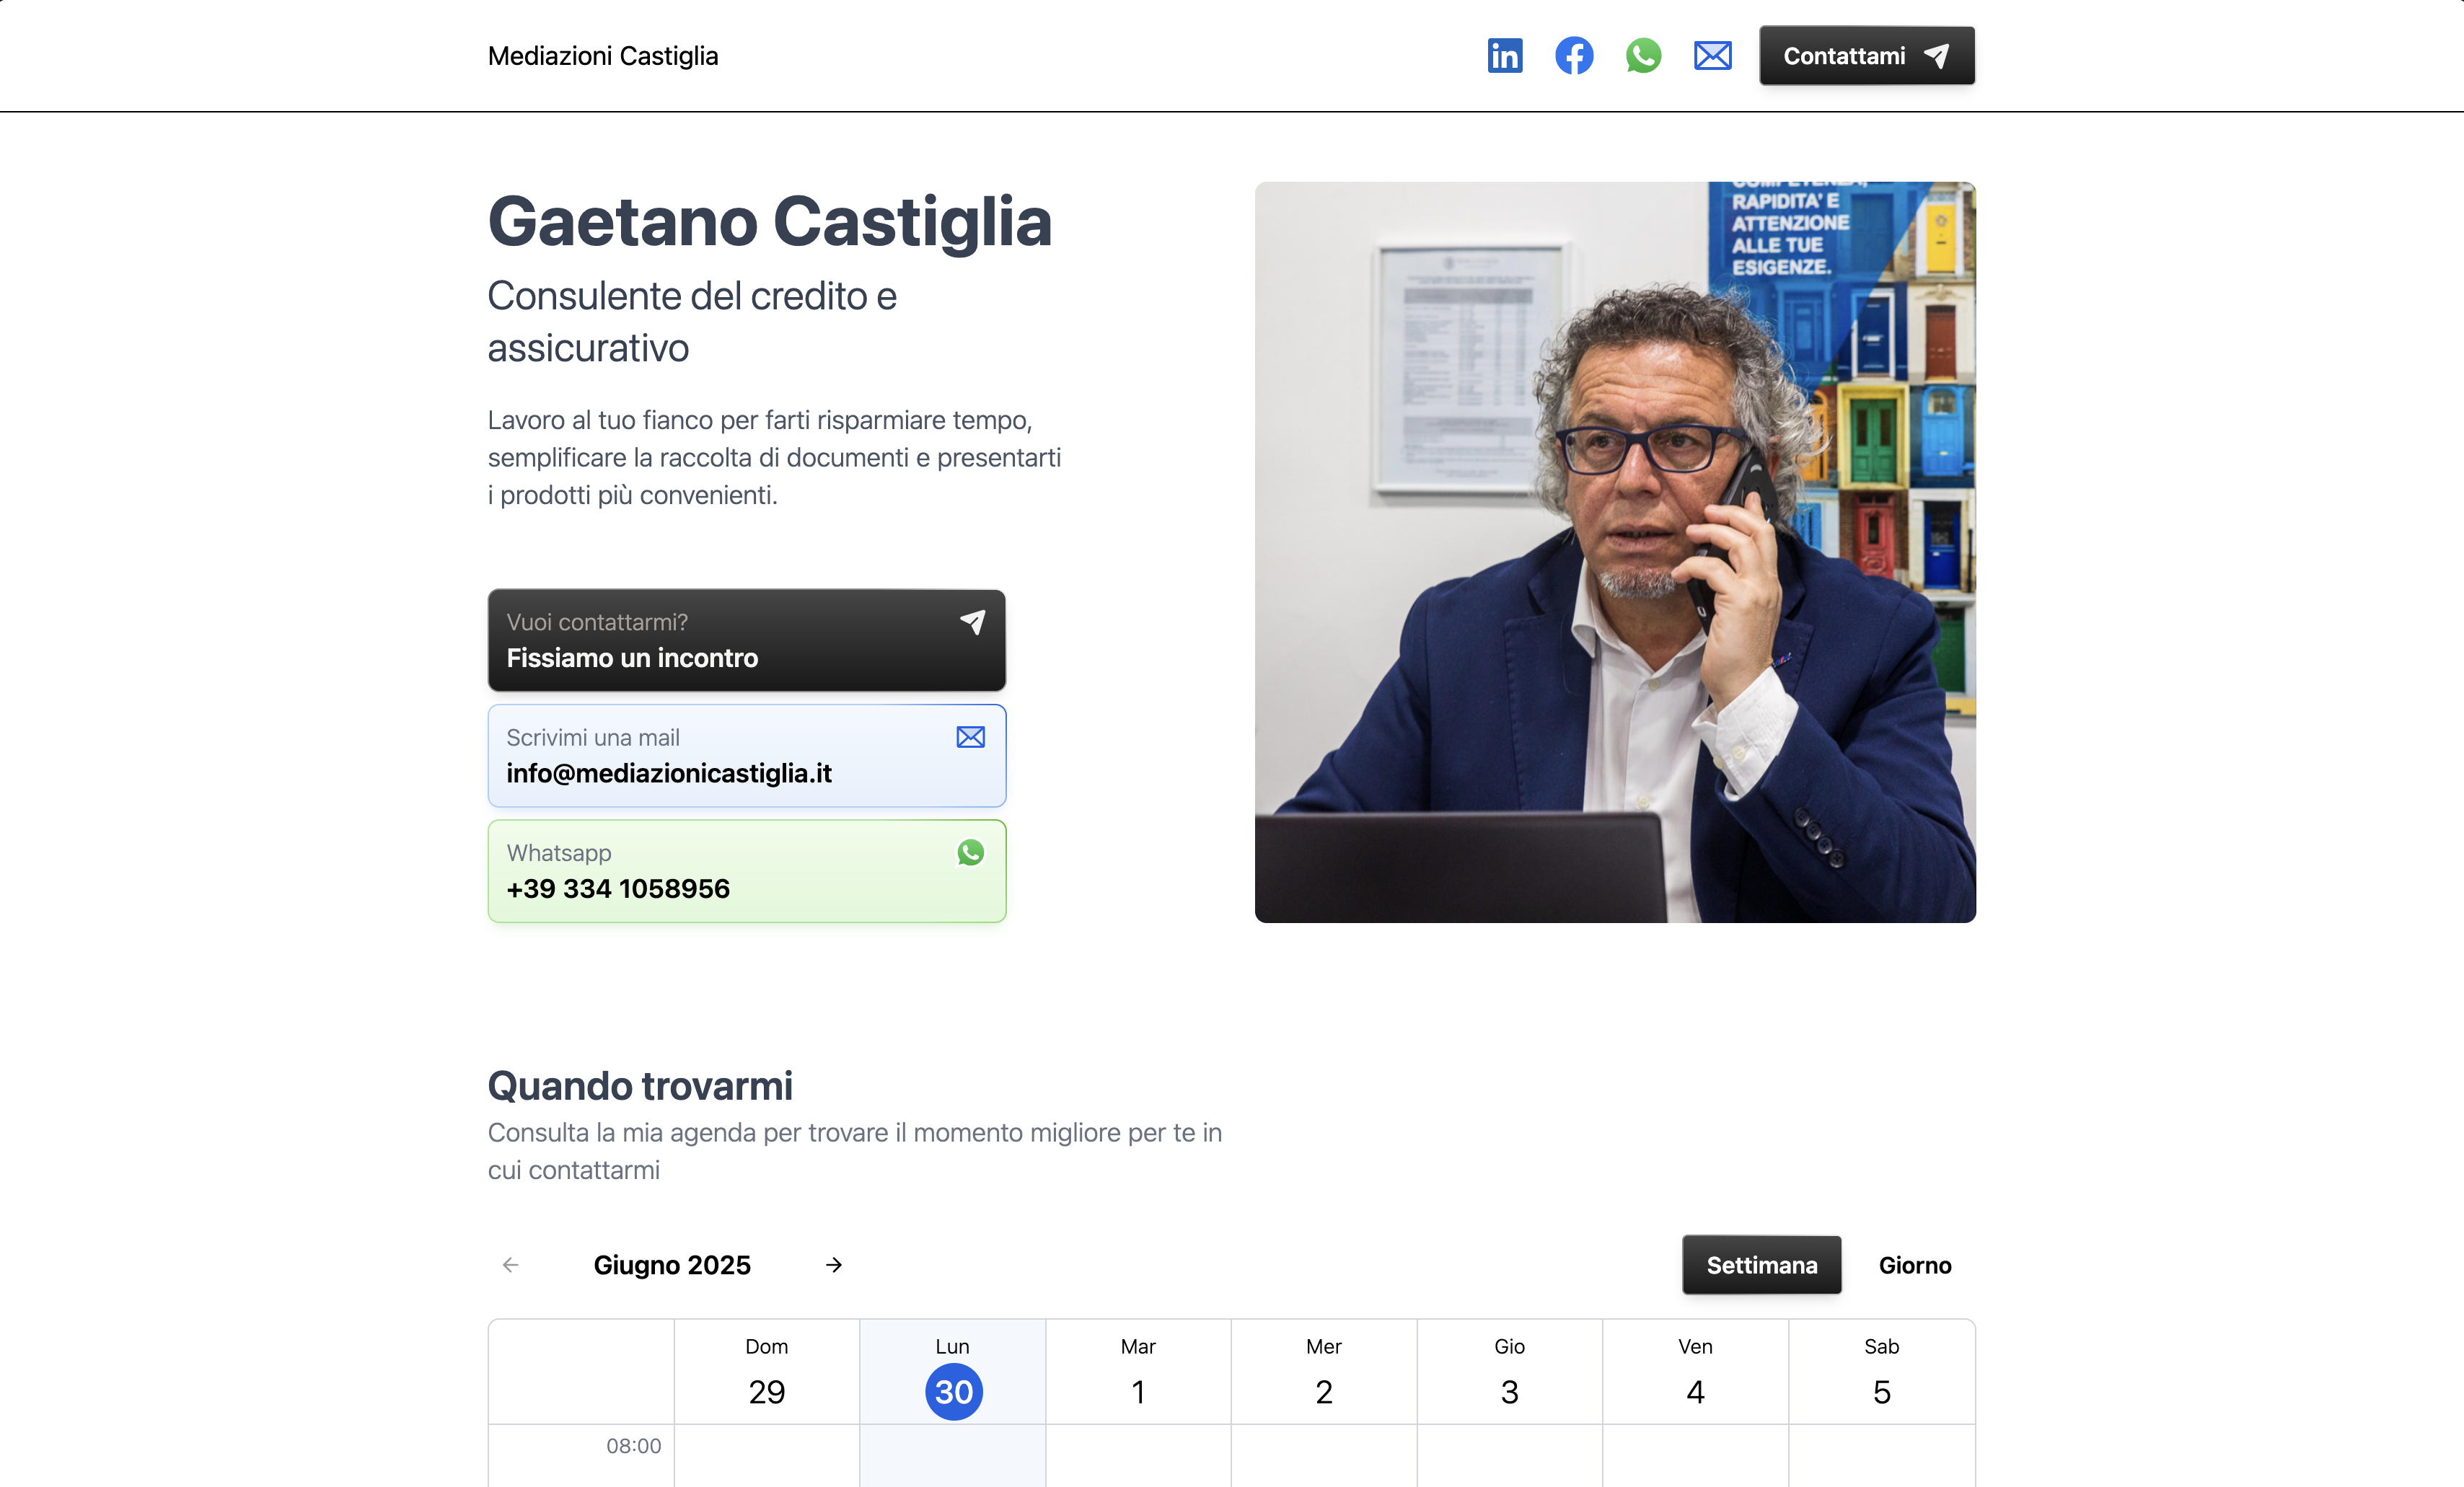 Mediazioni Castiglia
Contattami
Gaetano Castiglia
Consulente del credito e
assicurativo
Lavoro al tuo fianco per farti risparmiare tempo,
semplificare la raccolta di documenti e presentarti
i prodotti più convenienti.
Vuoi contattarmi?
Fissiamo un incontro
Scrivimi una mail
info@mediazionicastiglia.it
Whatsapp
+39 334 1058956
COMPETENZA,
RAPIDITA' E
ATTENZIONE
ALLE TUE
ESIGENZE.
Quando trovarmi
Consulta la mia agenda per trovare il momento migliore per te in
cui contattarmi
Giugno 2025
Settimana
Giorno
Dom Lun Mar Mer Gio Ven Sab
29 30 1 2 3 4 5
08:00